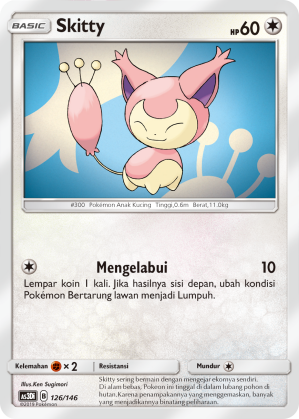 BASIC Skitty HP60
#300 Pokémon Anak Kucing Tinggi,0.6m Berat,11.0kg
Mengelabui 10
Lempar koin 1 kali. Jika hasilnya sisi depan, ubah kondisi
Pokémon Bertarung lawan menjadi Lumpuh.
Kelemahan × 2 Resistansi Mundur
Illus.Ken Sugimori
AS3D 126/146
©2019 Pokémon
Skitty sering bermain dengan mengejar ekornya sendiri.
Di alam bebas, Pokémon ini tinggal di dalam lubang pohon di
hutan. Karena penampakannya yang menggemaskan, banyak
yang menjadikannya binatang peliharaan.